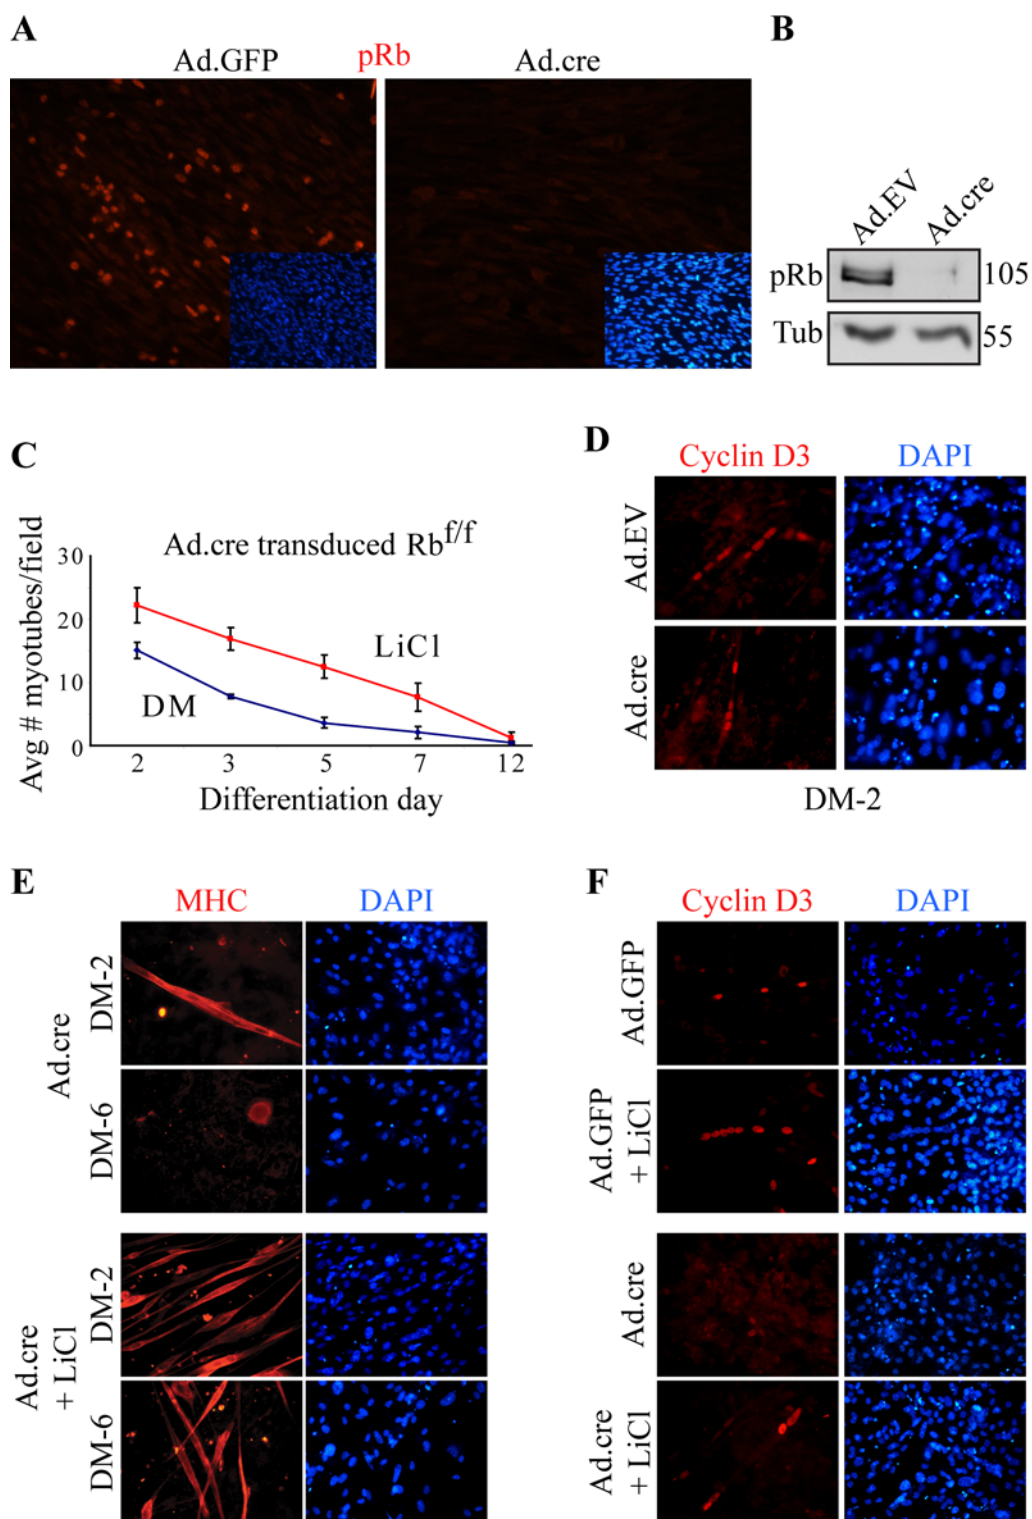 A
Ad.GFP pRb Ad.cre
B
Ad.EV Ad.cre
pRb 105
Tub 55
C
Ad.cre transduced Rb^f/f
Avg # myotubes/field
30
20
10
0
LiCl
DM
2 3 5 7 12
Differentiation day
D
Cyclin D3 DAPI
Ad.EV
Ad.cre
DM-2
E
MHC DAPI
Ad.cre
DM-2
DM-6
Ad.cre
+ LiCl
DM-2
DM-6
F
Cyclin D3 DAPI
Ad.GFP
Ad.GFP
+ LiCl
Ad.cre
Ad.cre
+ LiCl